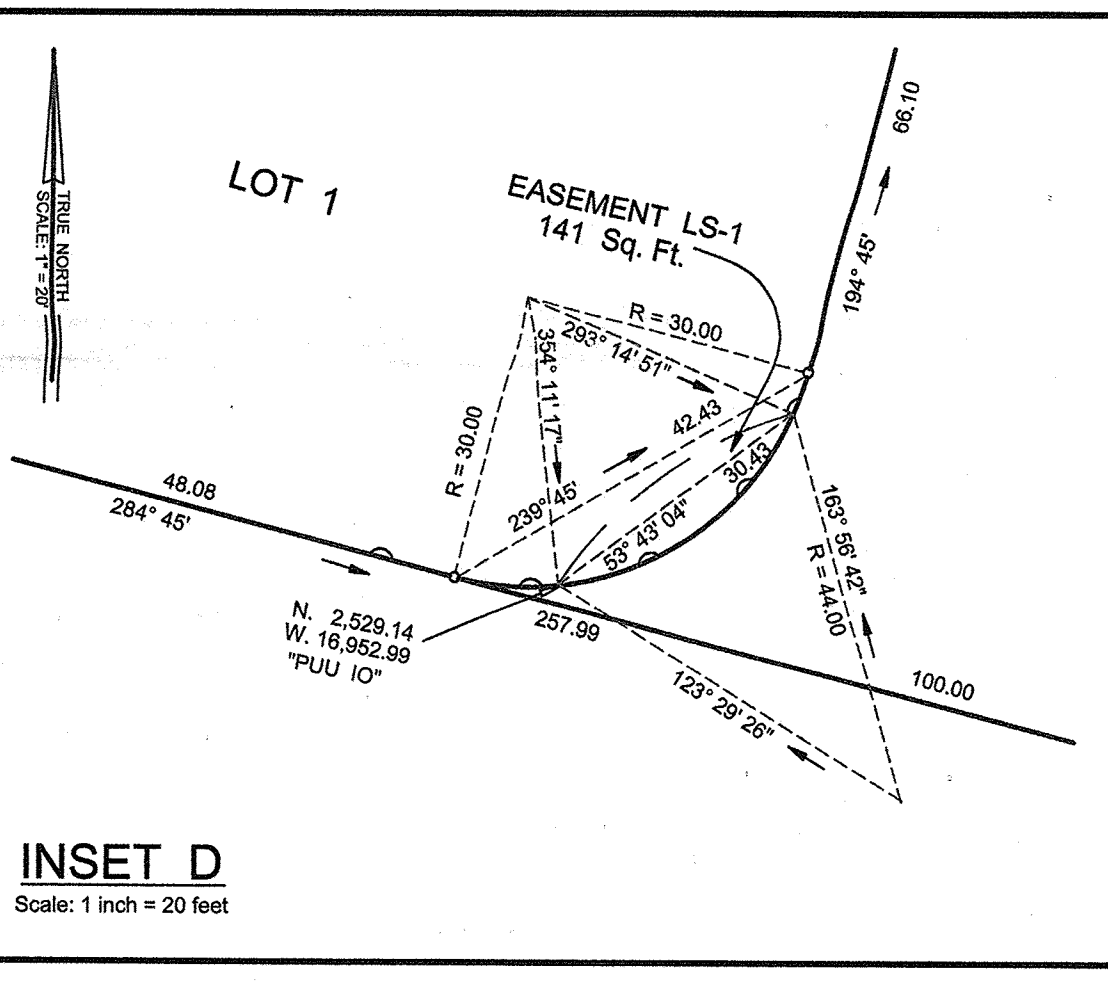 TRUE NORTH
SCALE: 1" = 20'
LOT 1
EASEMENT LS-1
141 Sq. Ft.
66.10
194° 45'
R = 30.00
293° 14' 51"
354° 11' 17"
R = 30.00
42.43
239° 45'
30.43
53° 43' 04"
48.08
284° 45'
163° 56' 42"
R = 44.00
N. 2,529.14
W. 16,952.99
"PUU IO"
257.99
123° 29' 26"
100.00
INSET D
Scale: 1 inch = 20 feet